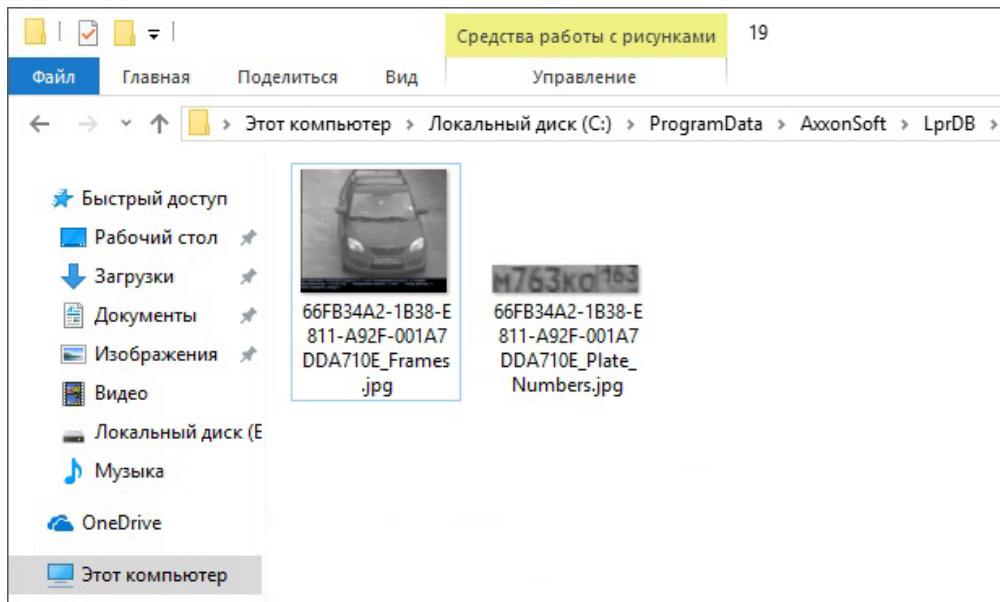 Средства работы с рисунками
19
Файл
Главная
Поделиться
Вид
Управление
Этот компьютер > Локальный диск (C:) > ProgramData > AxxonSoft > LprDB >
Быстрый доступ
Рабочий стол
Загрузки
Документы
Изображения
Видео
Локальный диск (E
Музыка
OneDrive
Этот компьютер
66FB34A2-1B38-E
811-A92F-001A7
DDA710E_Frames
.jpg
м763ко 163
66FB34A2-1B38-E
811-A92F-001A7
DDA710E_Plate_
Numbers.jpg